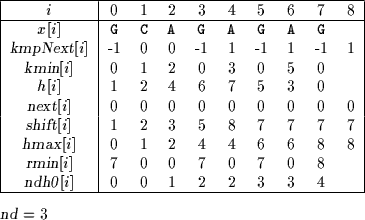 i 0 1 2 3 4 5 6 7 8
x[i] G C A G A G A G
kmpNext[i] -1 0 0 -1 1 -1 1 -1 1
kmin[i] 0 1 2 0 3 0 5 0
h[i] 1 2 4 6 7 5 3 0
next[i] 0 0 0 0 0 0 0 0 0
shift[i] 1 2 3 5 8 7 7 7 7
hmax[i] 0 1 2 4 4 6 6 8 8
rmin[i] 7 0 0 7 0 7 0 8
ndh0[i] 0 0 1 2 2 3 3 4
nd = 3